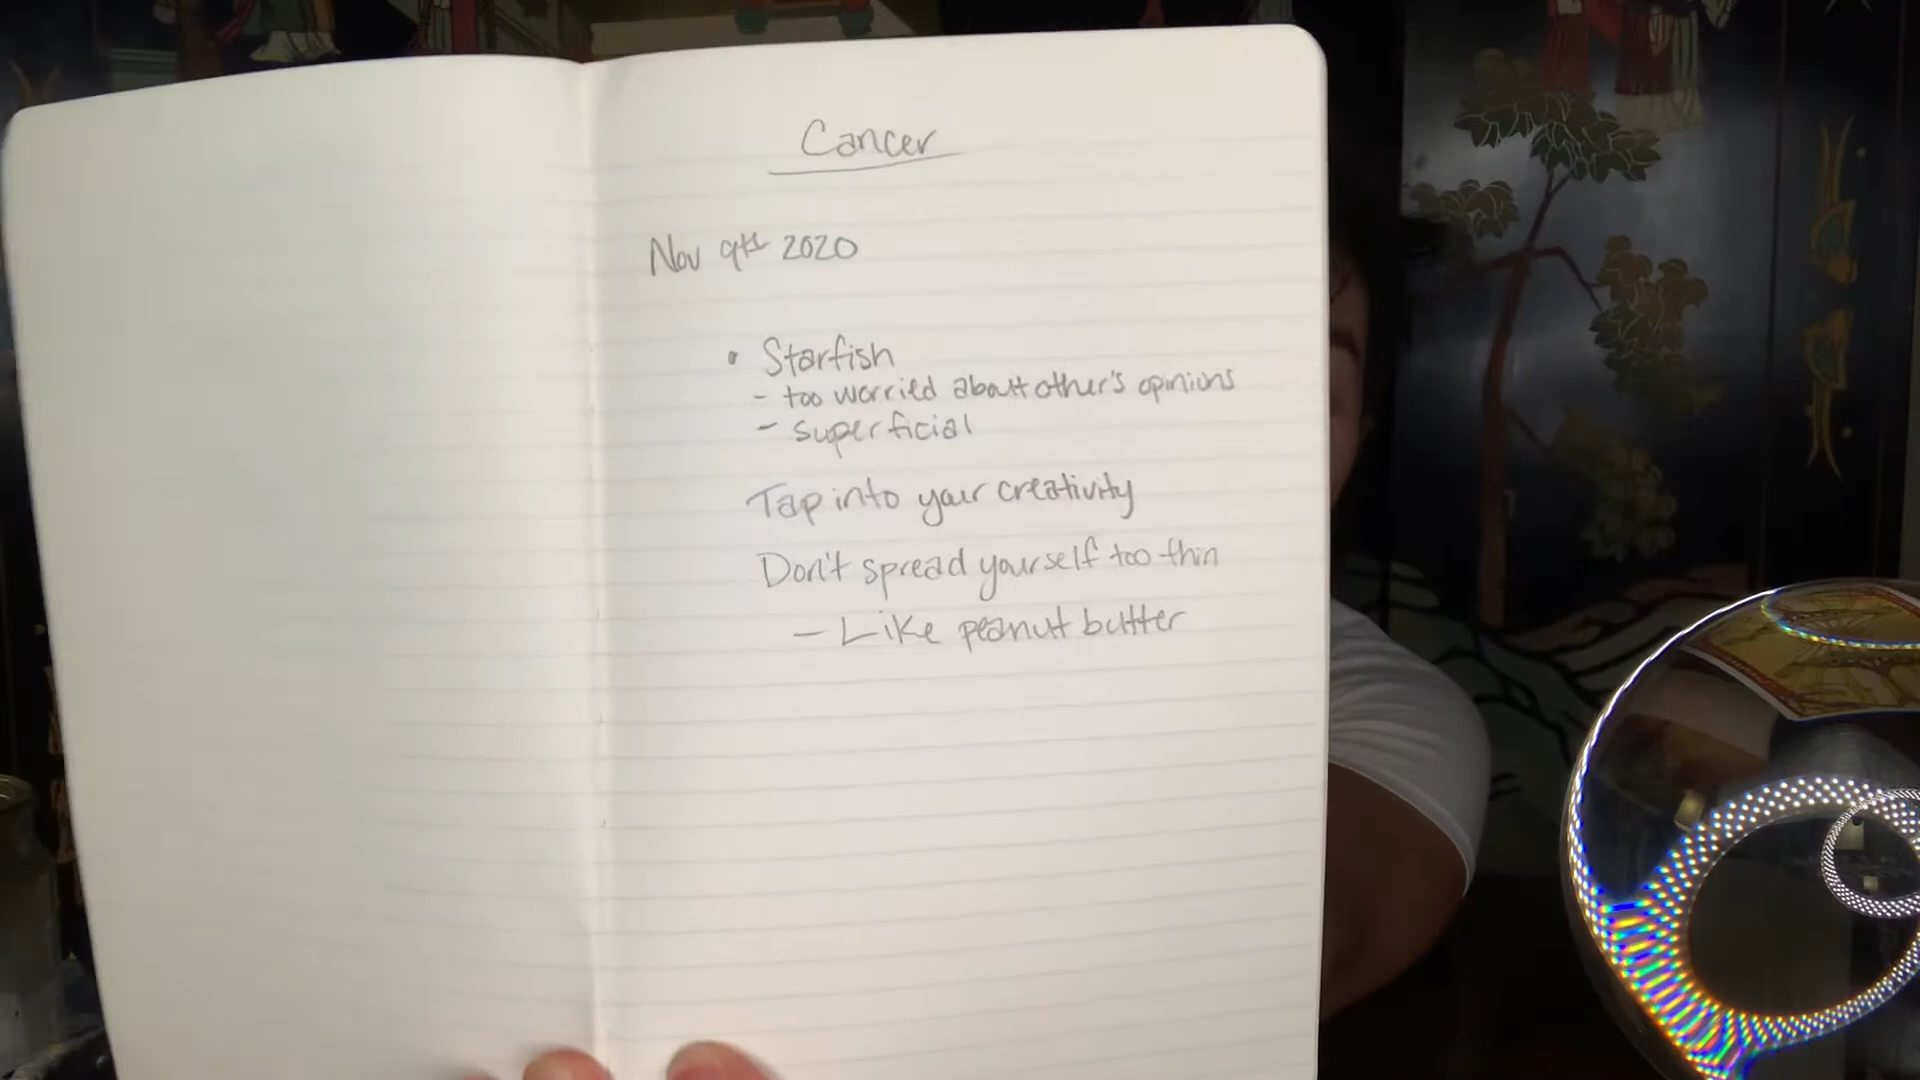 Cancer
Nov 9th 2020
• Starfish
- too worried about other's opinions
- superficial
Tap into your creativity
Don't spread yourself too thin
- Like peanut butter